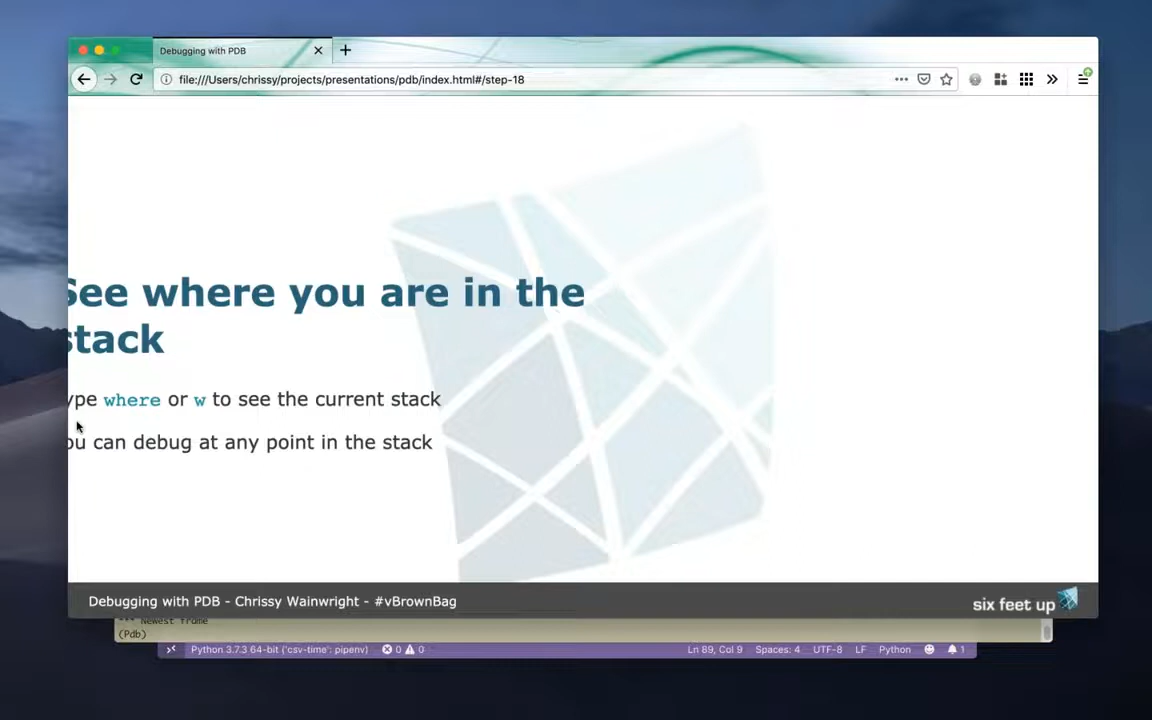 Debugging with PDB
file:///Users/chrissy/projects/presentations/pdb/index.html#/step-18
See where you are in the
stack
ype where or w to see the current stack
ou can debug at any point in the stack
Debugging with PDB - Chrissy Wainwright - #vBrownBag
six feet up
Newest frame
(Pdb)
Python 3.7.3 64-bit ('csv-time': pipenv) 0 0 Ln 89, Col 9 Spaces: 4 UTF-8 LF Python 1